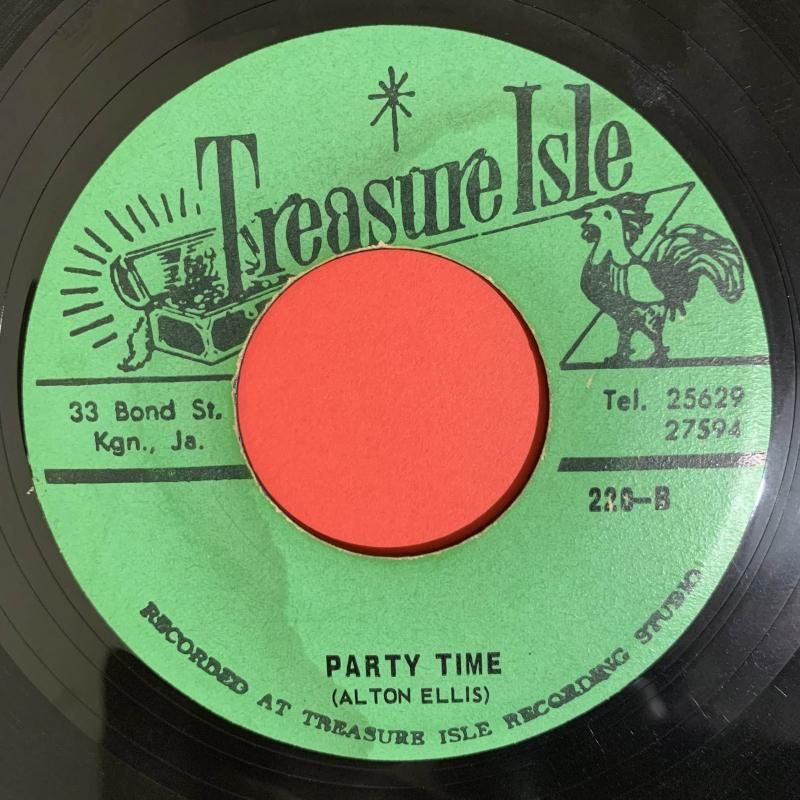 Treasure Isle
33 Bond St.
Kgn., Ja.
Tel. 25629
27594
220-B
PARTY TIME
(ALTON ELLIS)
RECORDED AT TREASURE ISLE RECORDING STUDIO